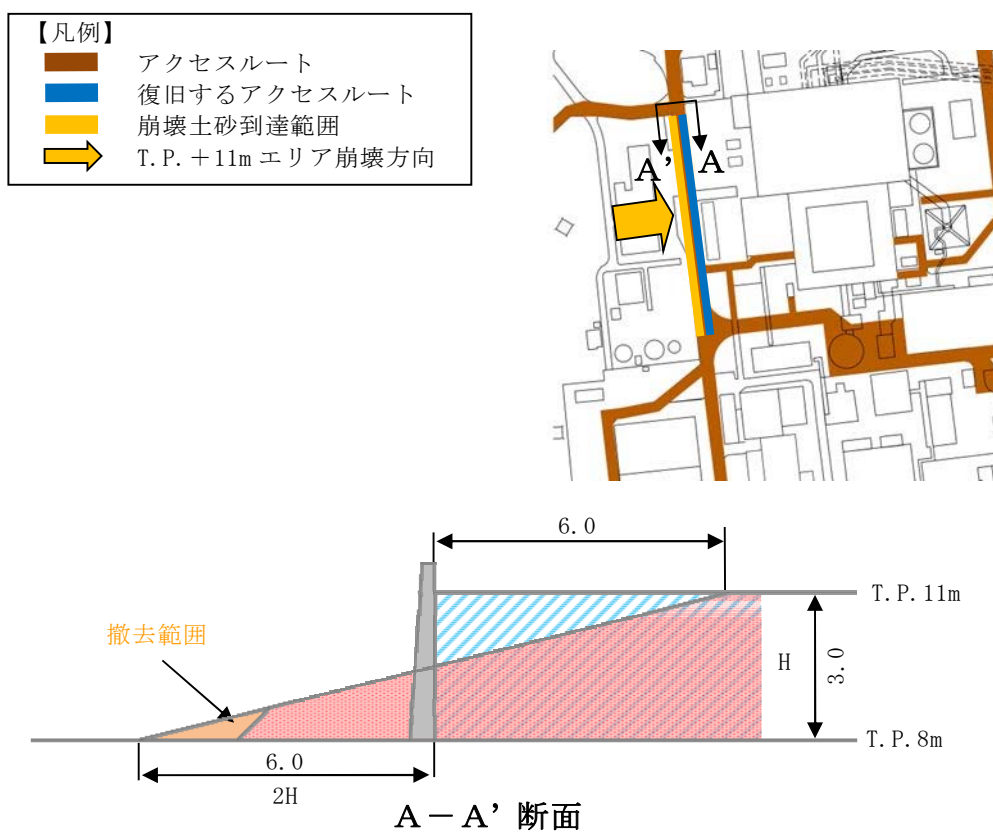 【凡例】
アクセスルート
復旧するアクセスルート
崩壊土砂到達範囲
T.P.+11mエリア崩壊方向
A’ A
6.0
T.P.11m
撤去範囲
H
3.0
T.P.8m
6.0
2H
A-A’断面